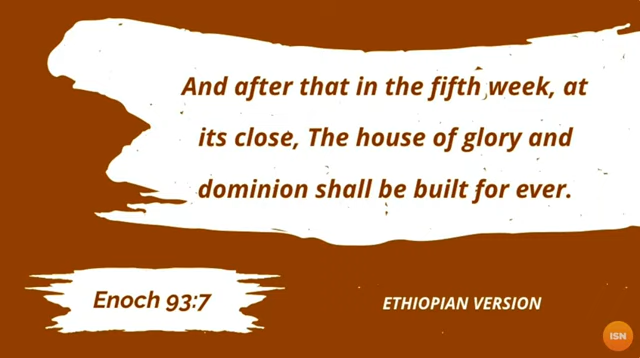 And after that in the fifth week, at
its close, The house of glory and
dominion shall be built for ever.
Enoch 93:7
ETHIOPIAN VERSION
ISN